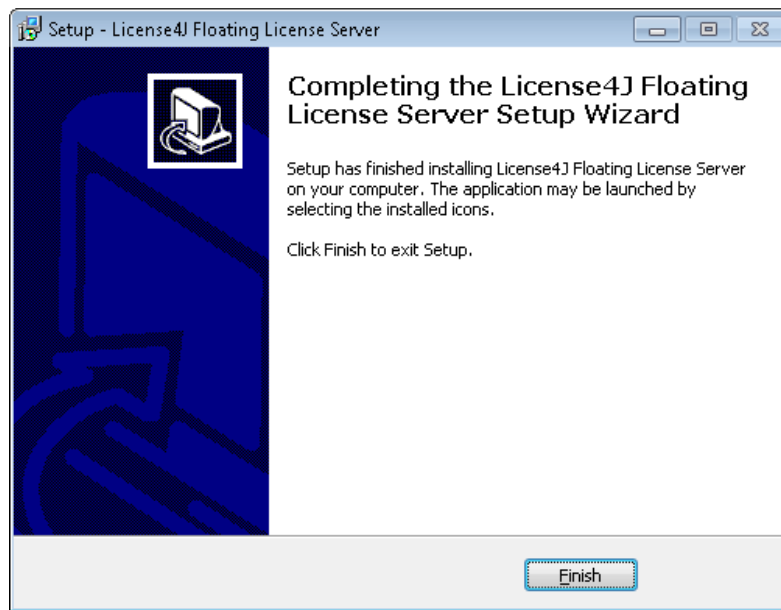 Setup - License4J Floating License Server
Completing the License4J Floating
License Server Setup Wizard
Setup has finished installing License4J Floating License Server
on your computer. The application may be launched by
selecting the installed icons.
Click Finish to exit Setup.
Finish